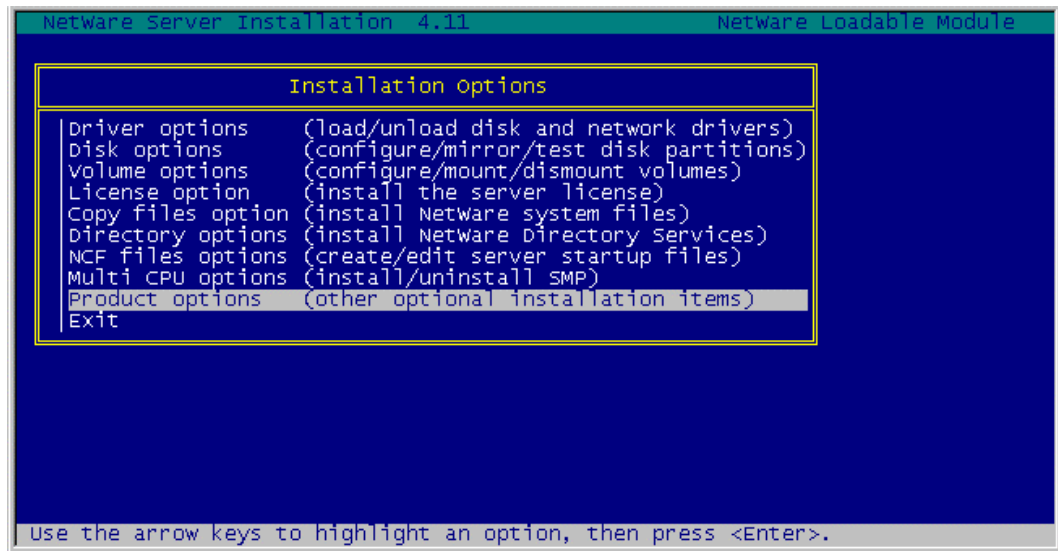 NetWare Server Installation 4.11 NetWare Loadable Module
Installation Options
Driver options (load/unload disk and network drivers)
Disk options (configure/mirror/test disk partitions)
Volume options (configure/mount/dismount volumes)
License option (install the server license)
Copy files option (install NetWare system files)
Directory options (install NetWare Directory Services)
NCF files options (create/edit server startup files)
Multi CPU options (install/uninstall SMP)
Product options (other optional installation items)
Exit
Use the arrow keys to highlight an option, then press <Enter>.